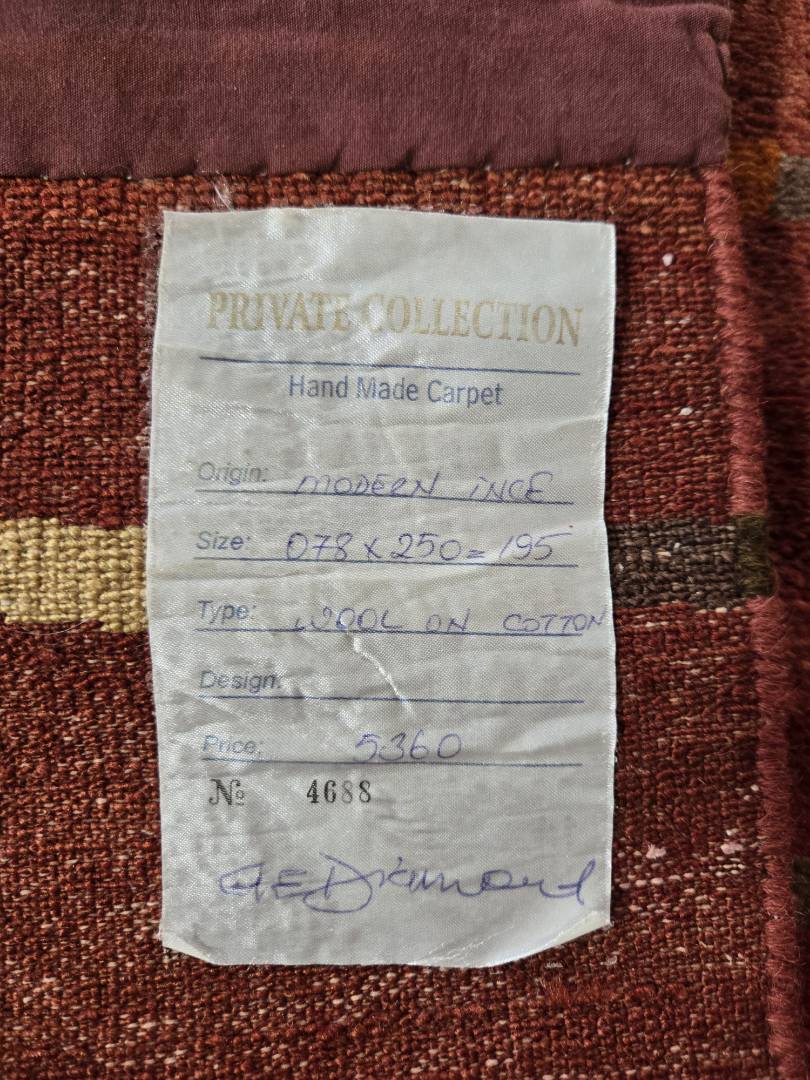 PRIVATE COLLECTION
Hand Made Carpet
Origin: MODERN INCE
Size: 078 x 250 = 195
Type: WOOL ON COTTON
Design:
Price: 5360
№ 4688